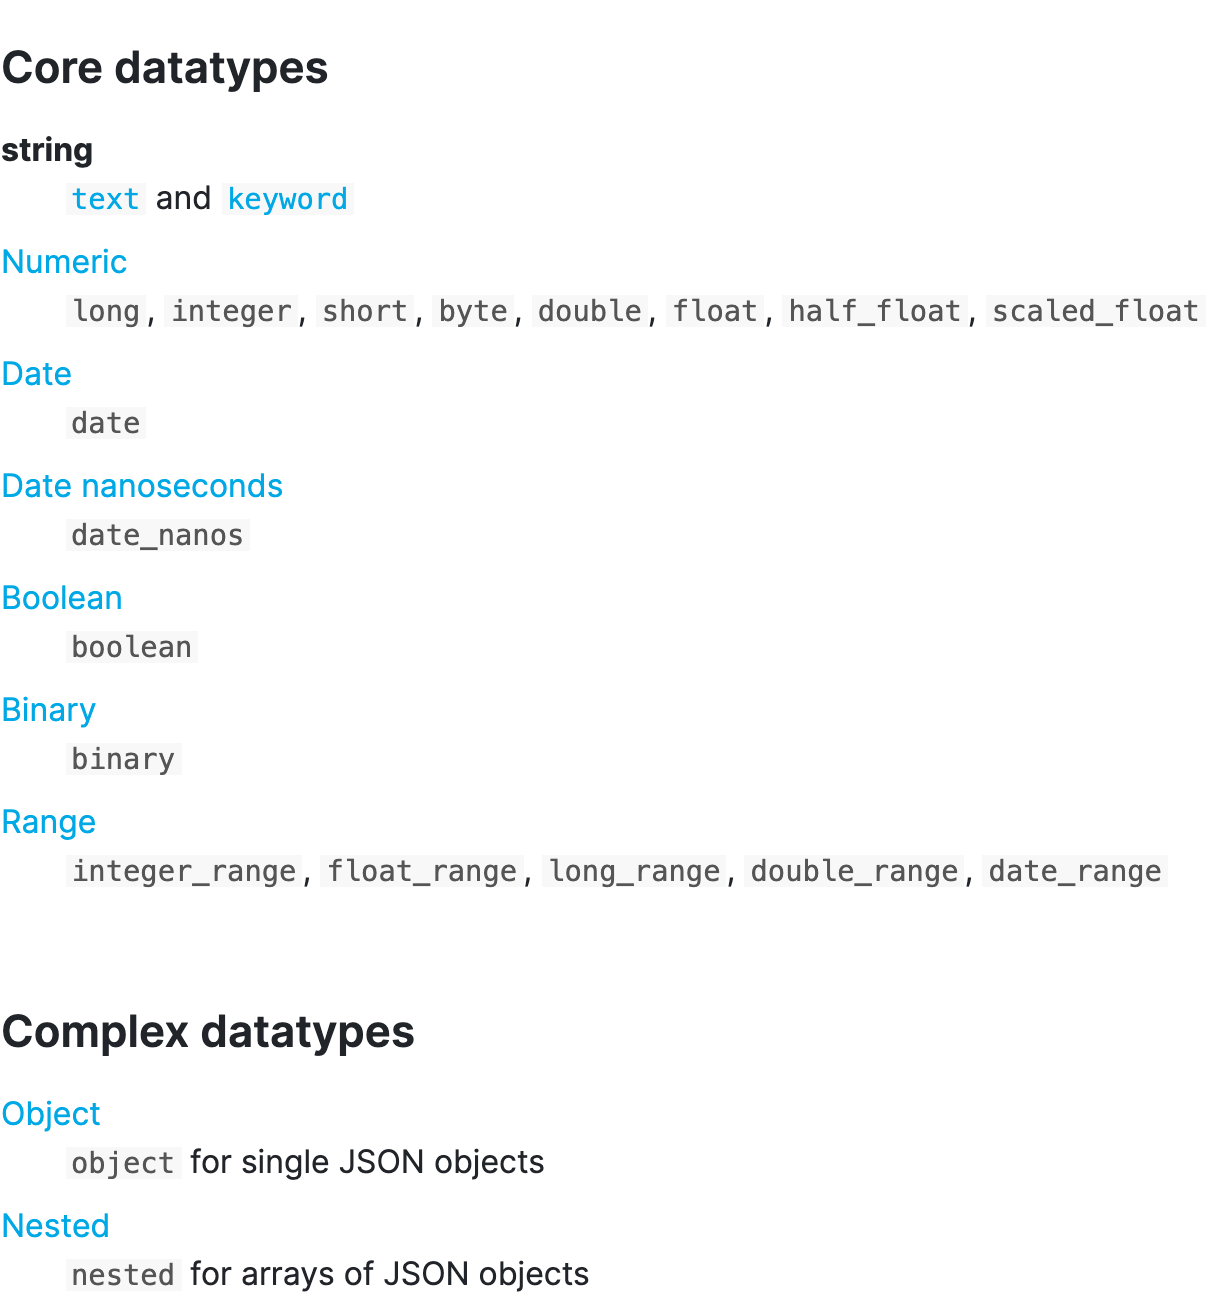 Core datatypes
string
text and keyword
Numeric
long, integer, short, byte, double, float, half_float, scaled_float
Date
date
Date nanoseconds
date_nanos
Boolean
boolean
Binary
binary
Range
integer_range, float_range, long_range, double_range, date_range
Complex datatypes
Object
object for single JSON objects
Nested
nested for arrays of JSON objects